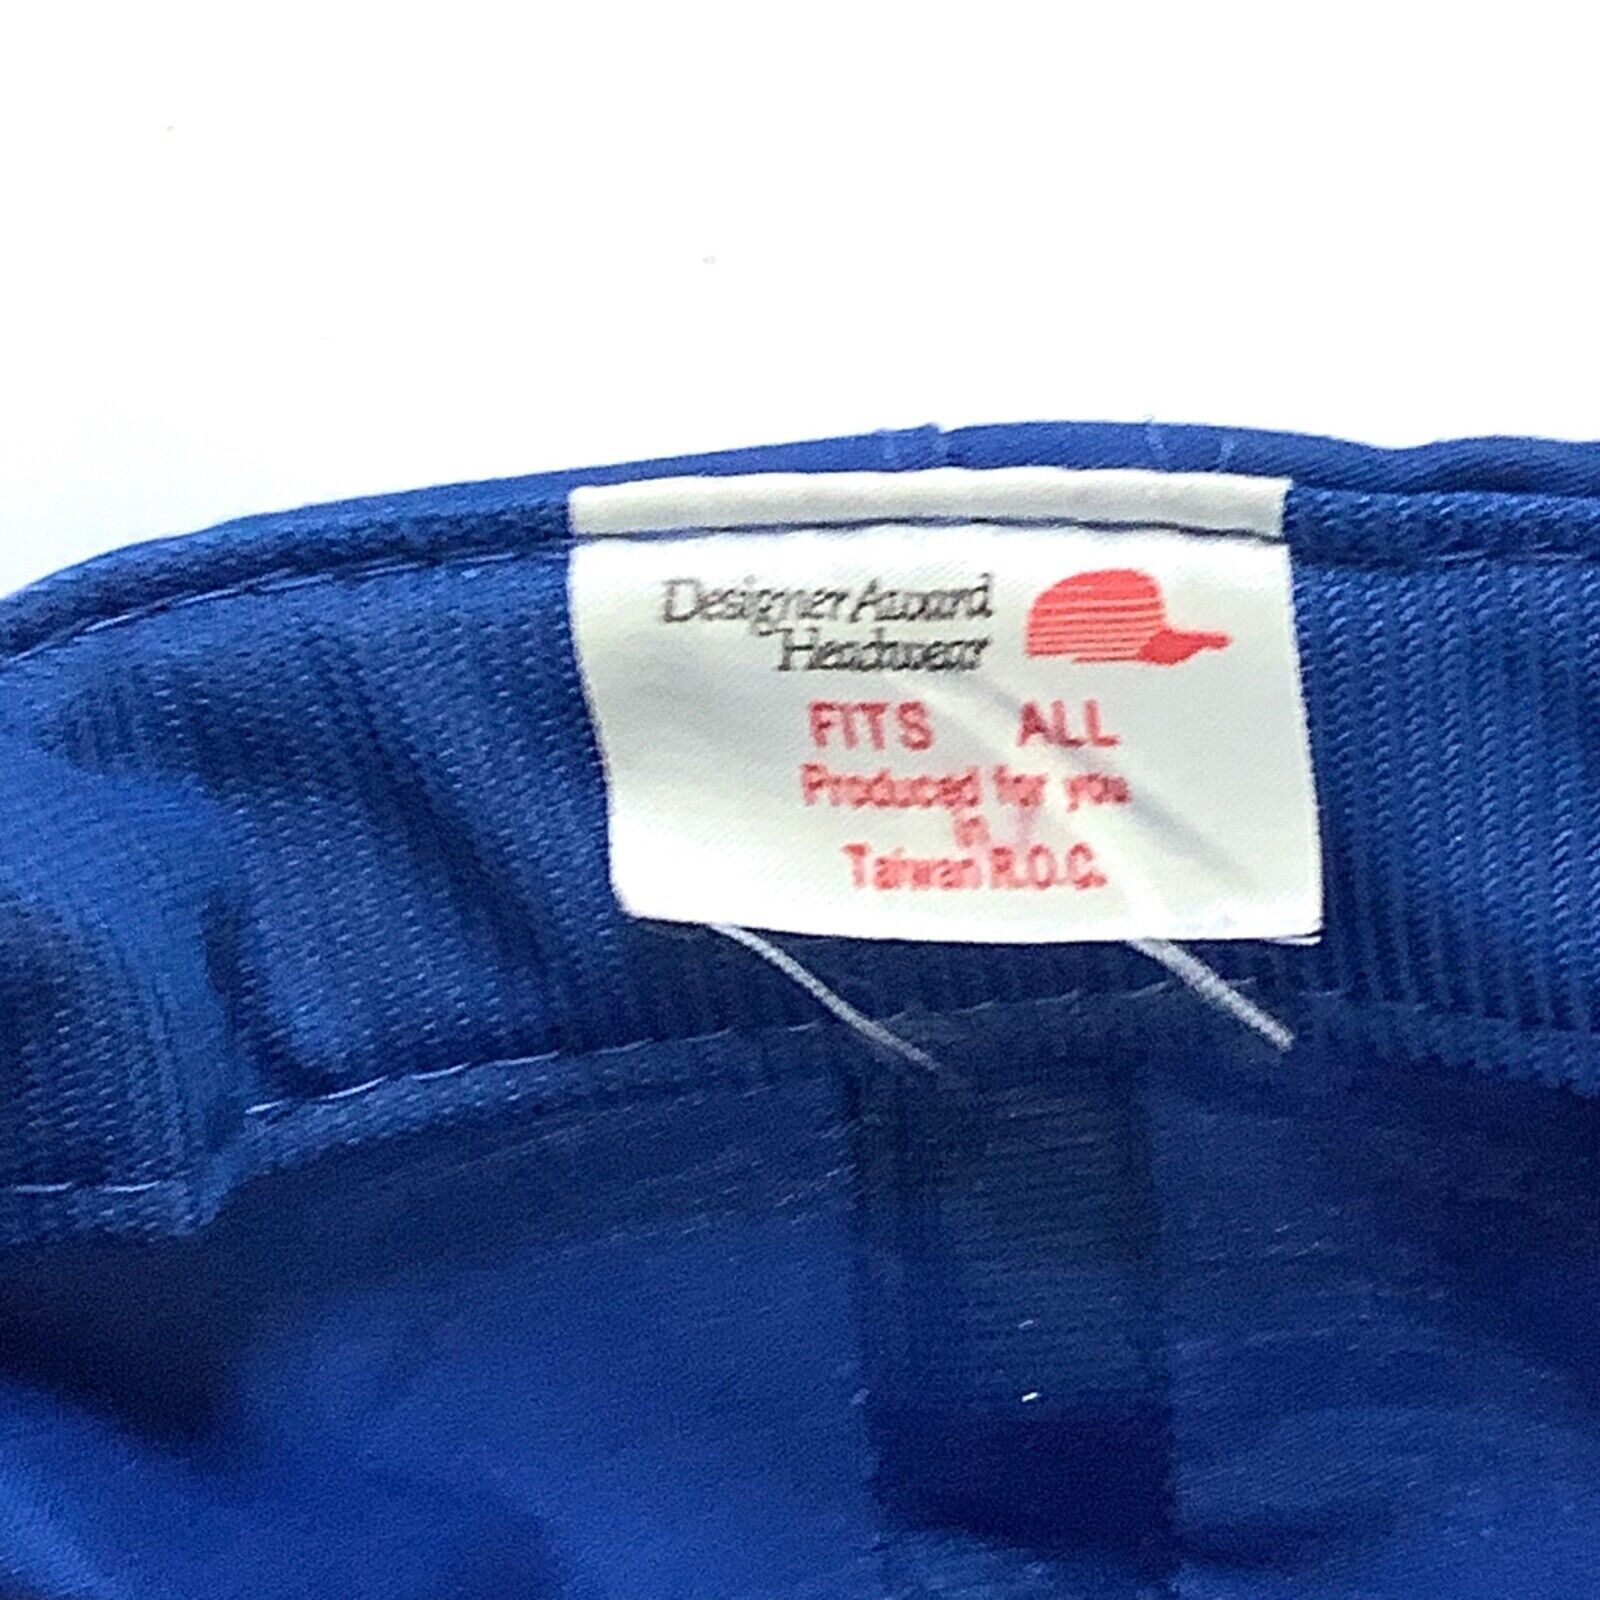 Designer Award
Headwear
FITS ALL
Produced for you
in
Taiwan R.O.C.